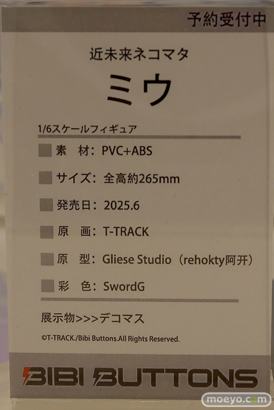 予約受付中
近未来ネコマタ
ミウ
1/6スケールフィギュア
素　材：PVC+ABS
サイズ：全高約265mm
発売日：2025.6
原　画：T-TRACK
原　型：Gliese Studio（rehokty阿开）
彩　色：SwordG
展示物>>>デコマス
©T-TRACK./Bibi Buttons.All Rights Reserved.
BIBI BUTTONS
moeyo.com